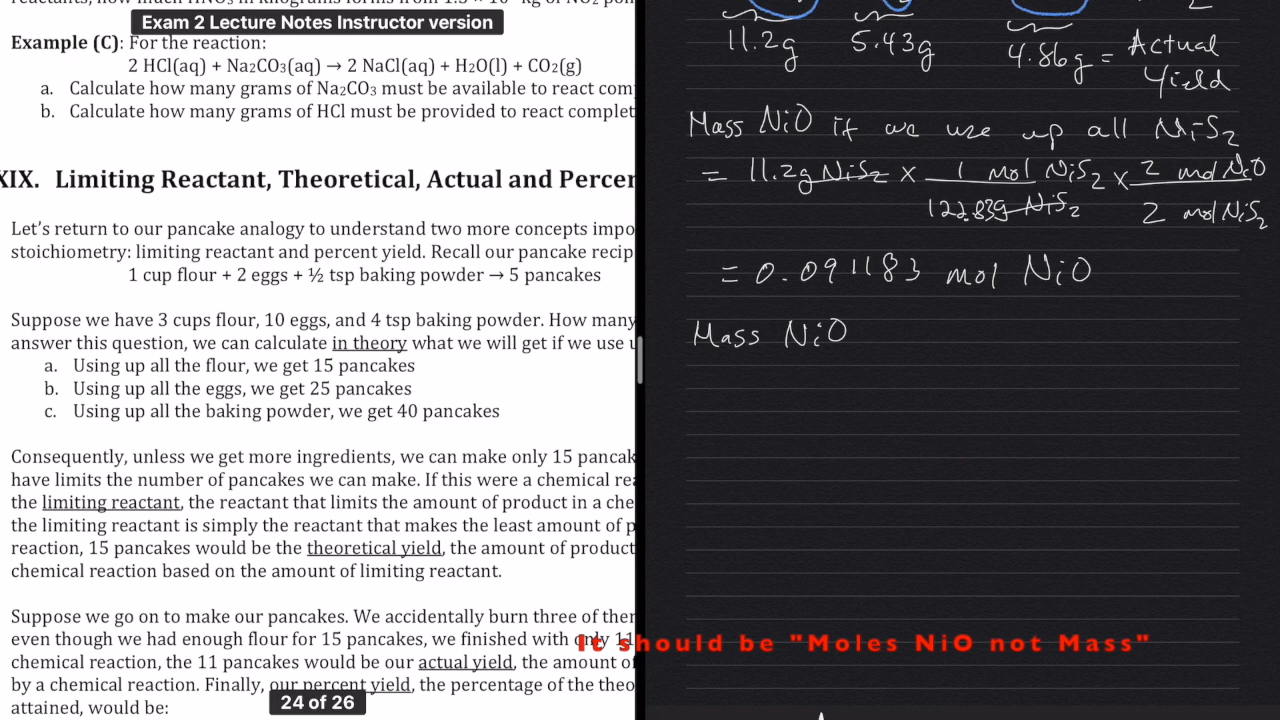 Exam 2 Lecture Notes Instructor version
Example (C): For the reaction:
2 HCl(aq) + Na₂CO₃(aq) → 2 NaCl(aq) + H₂O(l) + CO₂(g)
a. Calculate how many grams of Na₂CO₃ must be available to react com
b. Calculate how many grams of HCl must be provided to react complet
XIX. Limiting Reactant, Theoretical, Actual and Percen
Let's return to our pancake analogy to understand two more concepts impo
stoichiometry: limiting reactant and percent yield. Recall our pancake recip
1 cup flour + 2 eggs + ½ tsp baking powder → 5 pancakes
Suppose we have 3 cups flour, 10 eggs, and 4 tsp baking powder. How many
answer this question, we can calculate in theory what we will get if we use u
a. Using up all the flour, we get 15 pancakes
b. Using up all the eggs, we get 25 pancakes
c. Using up all the baking powder, we get 40 pancakes
Consequently, unless we get more ingredients, we can make only 15 pancak
have limits the number of pancakes we can make. If this were a chemical rea
the limiting reactant, the reactant that limits the amount of product in a che
the limiting reactant is simply the reactant that makes the least amount of p
reaction, 15 pancakes would be the theoretical yield, the amount of product
chemical reaction based on the amount of limiting reactant.
Suppose we go on to make our pancakes. We accidentally burn three of them
even though we had enough flour for 15 pancakes, we finished with only 11
chemical reaction, the 11 pancakes would be our actual yield, the amount of
by a chemical reaction. Finally, our percent yield, the percentage of the theo
attained, would be:
24 of 26
11.2g 5.43g 4.86g = Actual
Yield
Mass NiO if we use up all NiS₂
= 11.2g NiS₂ × 1 mol NiS₂ × 2 mol NiO
122.83g NiS₂ 2 mol NiS₂
= 0.091183 mol NiO
Mass NiO
It should be "Moles NiO not Mass"